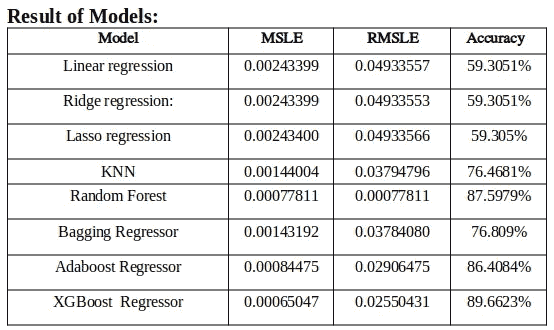 Result of Models:
Model MSLE RMSLE Accuracy
Linear regression 0.00243399 0.04933557 59.3051%
Ridge regression: 0.00243399 0.04933553 59.3051%
Lasso regression 0.00243400 0.04933566 59.305%
KNN 0.00144004 0.03794796 76.4681%
Random Forest 0.00077811 0.00077811 87.5979%
Bagging Regressor 0.00143192 0.03784080 76.809%
Adaboost Regressor 0.00084475 0.02906475 86.4084%
XGBoost Regressor 0.00065047 0.02550431 89.6623%